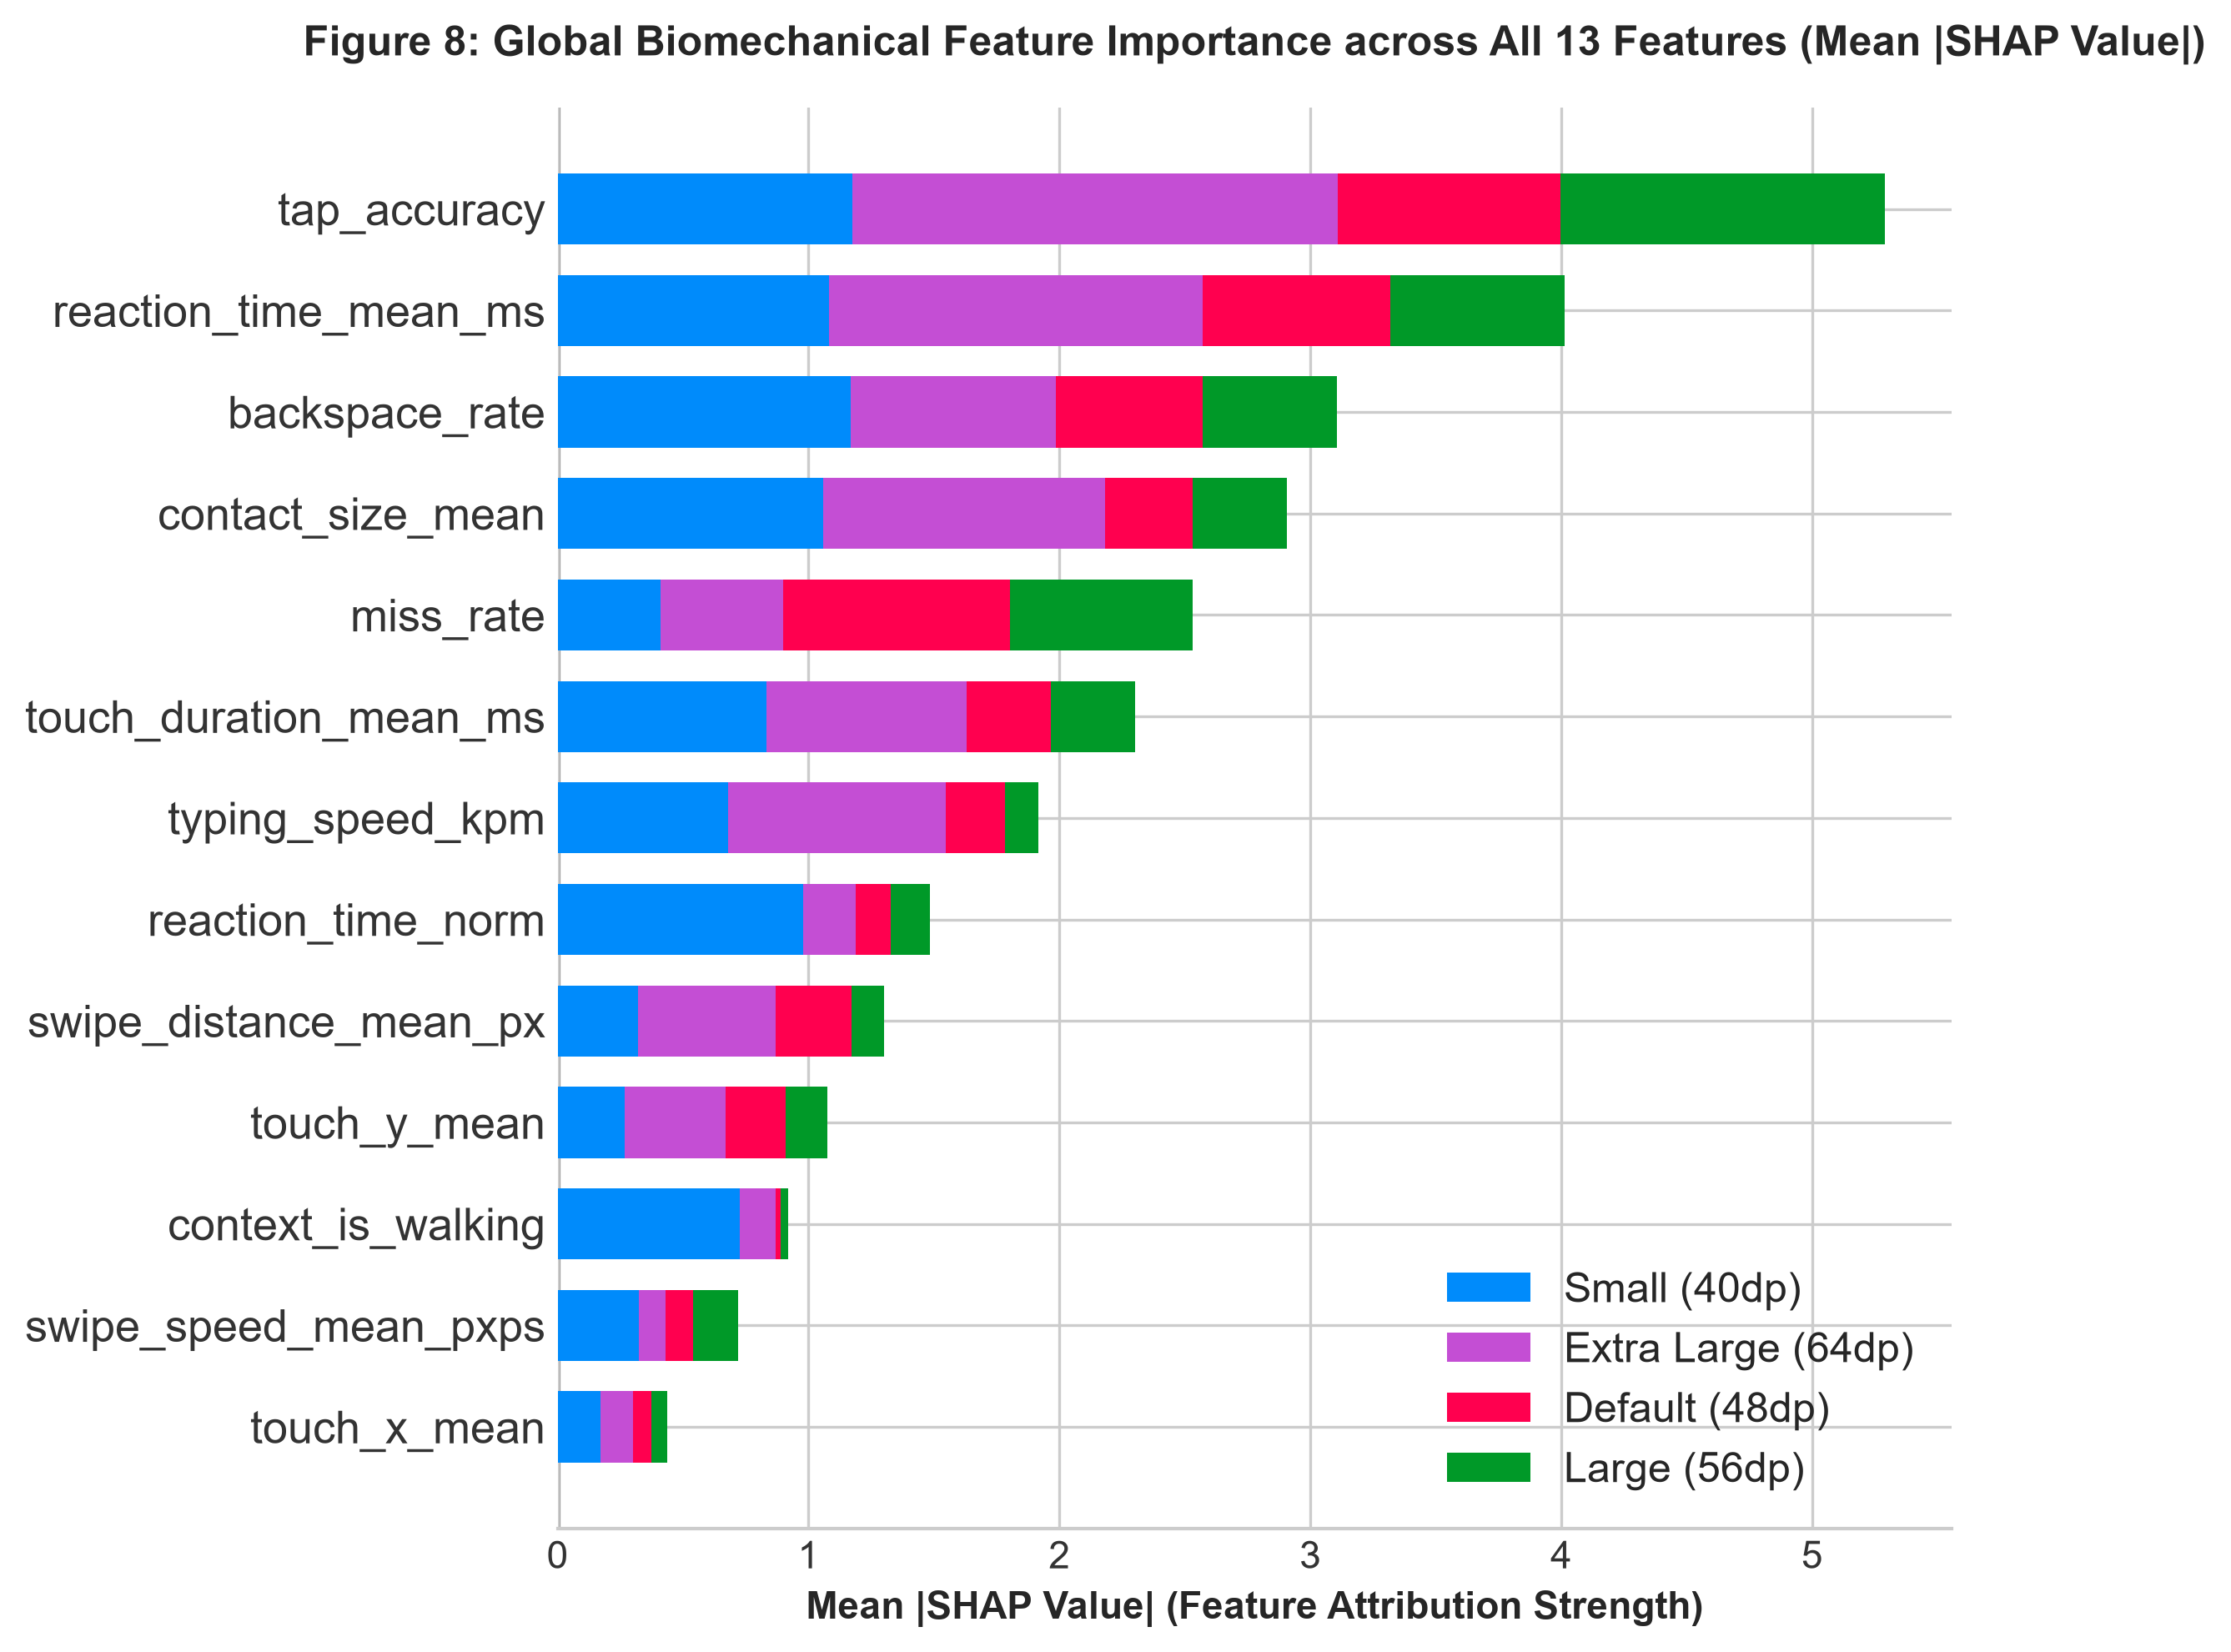 Figure 8: Global Biomechanical Feature Importance across All 13 Features (Mean |SHAP Value|)
tap_accuracy
reaction_time_mean_ms
backspace_rate
contact_size_mean
miss_rate
touch_duration_mean_ms
typing_speed_kpm
reaction_time_norm
swipe_distance_mean_px
touch_y_mean
context_is_walking
swipe_speed_mean_pxps
touch_x_mean
Small (40dp)
Extra Large (64dp)
Default (48dp)
Large (56dp)
0 1 2 3 4 5
Mean |SHAP Value| (Feature Attribution Strength)